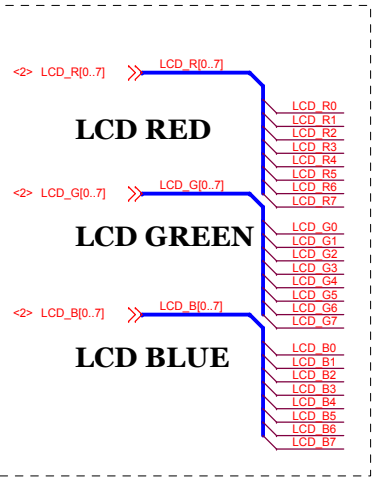 <2> LCD_R[0..7] LCD_R[0..7]
LCD_R0
LCD RED
LCD_R1
LCD_R2
LCD_R3
LCD_R4
LCD_R5
LCD_R6
<2> LCD_G[0..7] LCD_G[0..7]
LCD_R7
LCD GREEN
LCD_G0
LCD_G1
LCD_G2
LCD_G3
LCD_G4
LCD_G5
LCD_G6
<2> LCD_B[0..7] LCD_B[0..7]
LCD_G7
LCD BLUE
LCD_B0
LCD_B1
LCD_B2
LCD_B3
LCD_B4
LCD_B5
LCD_B6
LCD_B7